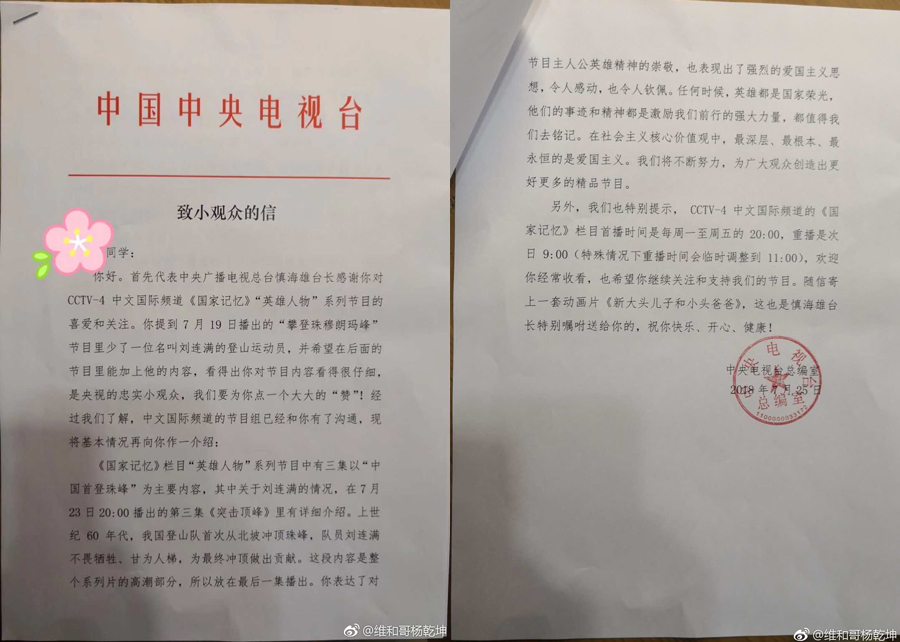 中国中央电视台
致小观众的信
同学：
你好。首先代表中央广播电视总台慎海雄台长感谢你对
CCTV-4 中文国际频道《国家记忆》“英雄人物”系列节目的
喜爱和关注。你提到 7 月 19 日播出的“攀登珠穆朗玛峰”
节目里少了一位名叫刘连满的登山运动员，并希望在后面的
节目里能加上他的内容，看得出你对节目内容看得很仔细，
是央视的忠实小观众，我们要为你点一个大大的“赞”！经
过我们了解，中文国际频道的节目组已经和你有了沟通，现
将基本情况再向你作一介绍：
《国家记忆》栏目“英雄人物”系列节目中有三集以“中
国首登珠峰”为主要内容，其中关于刘连满的情况，在 7 月
23 日 20:00 播出的第三集《突击顶峰》里有详细介绍。上世
纪 60 年代，我国登山队首次从北坡冲顶珠峰，队员刘连满
不畏牺牲、甘为人梯，为最终冲顶做出贡献。这段内容是整
个系列片的高潮部分，所以放在最后一集播出。你表达了对
@维和哥杨乾坤
节目主人公英雄精神的崇敬，也表现出了强烈的爱国主义思
想，令人感动，也令人钦佩。任何时候，英雄都是国家荣光，
他们的事迹和精神都是激励我们前行的强大力量，都值得我
们去铭记。在社会主义核心价值观中，最深层、最根本、最
永恒的是爱国主义。我们将不断努力，为广大观众创造出更
好更多的精品节目。
另外，我们也特别提示， CCTV-4 中文国际频道的《国
家记忆》栏目首播时间是每周一至周五的 20:00，重播是次
日 9:00（特殊情况下重播时间会临时调整到 11:00），欢迎
你经常收看，也希望你继续关注和支持我们的节目。随信寄
上一套动画片《新大头儿子和小头爸爸》，这也是慎海雄台
长特别嘱咐送给你的，祝你快乐、开心、健康！
中央电视台总编室
2018 年 7 月 25 日
中央电视台
总编室
@维和哥杨乾坤